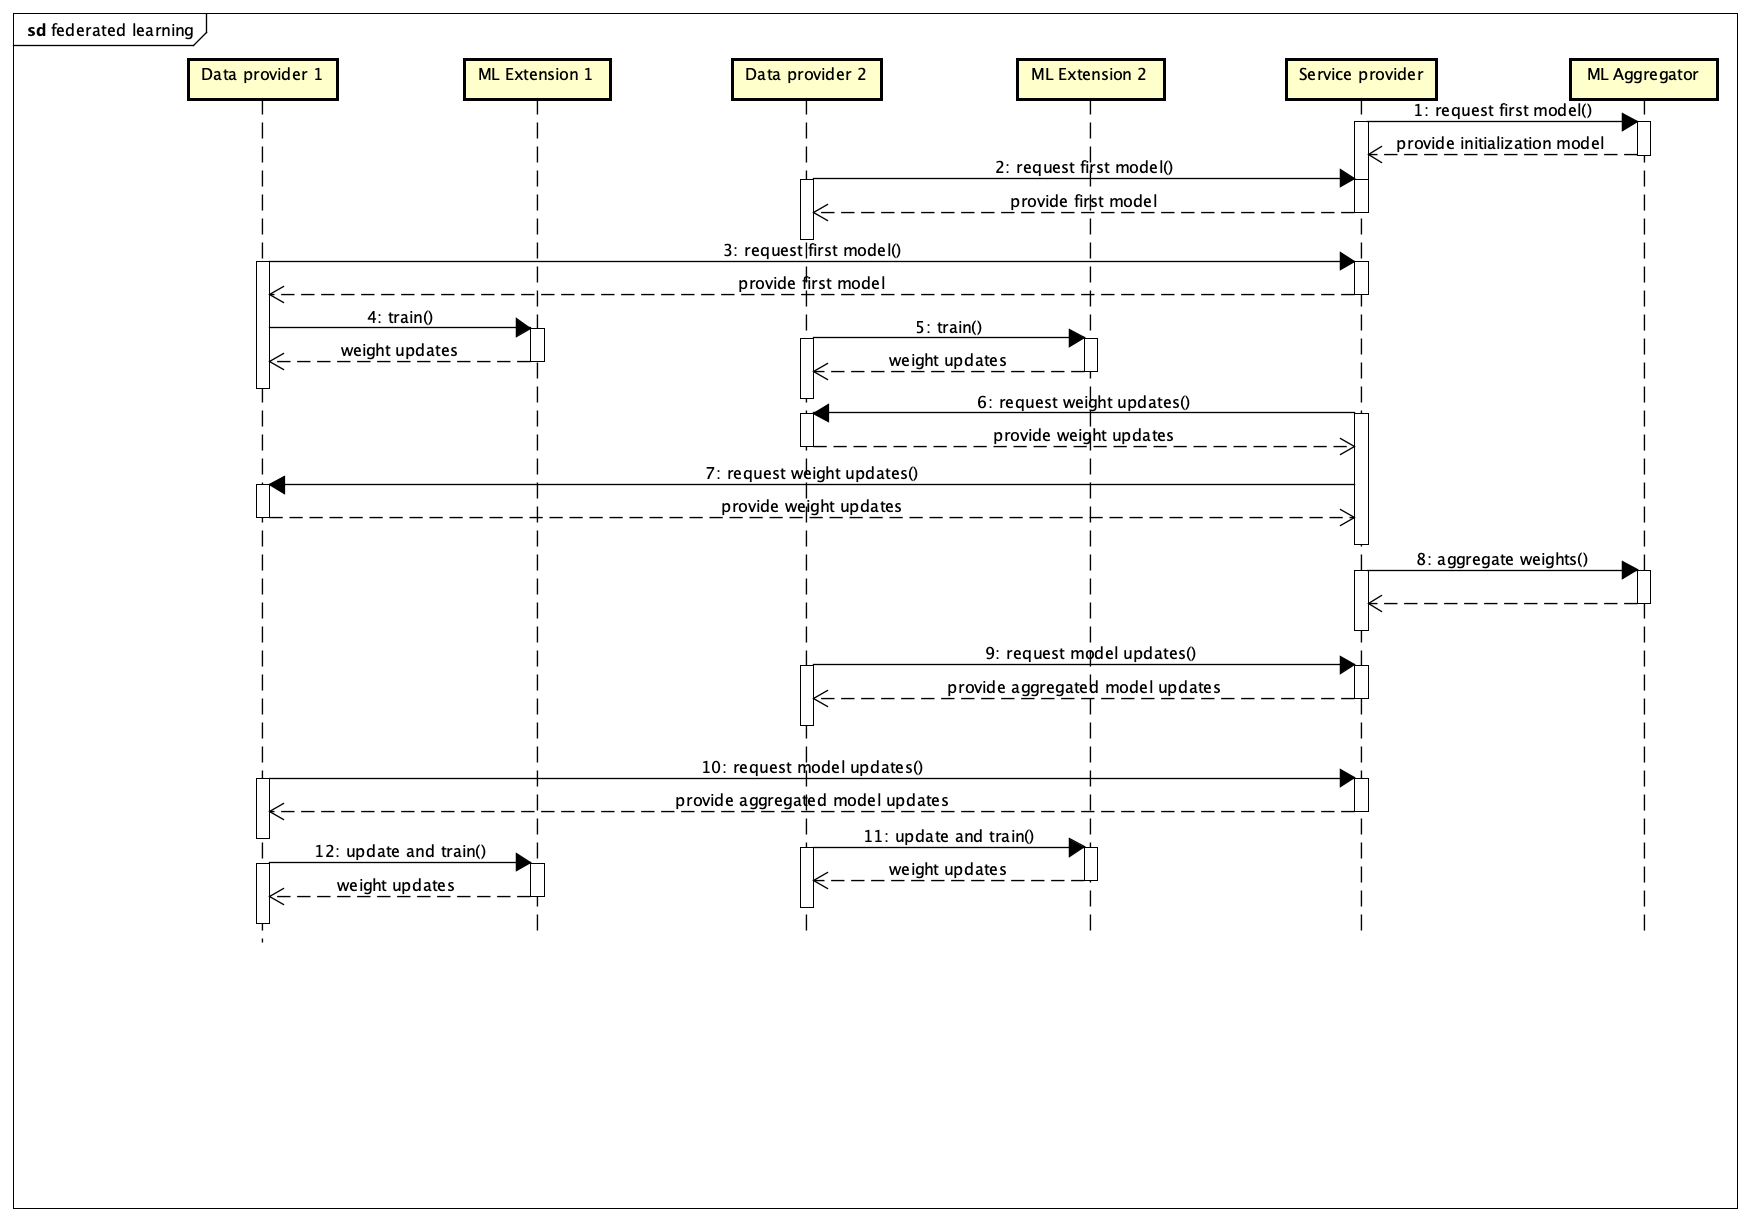 sd federated learning
Data provider 1
ML Extension 1
Data provider 2
ML Extension 2
Service provider
ML Aggregator
1: request first model()
provide initialization model
2: request first model()
provide first model
3: request first model()
provide first model
4: train()
5: train()
weight updates
weight updates
6: request weight updates()
provide weight updates
7: request weight updates()
provide weight updates
8: aggregate weights()
9: request model updates()
provide aggregated model updates
10: request model updates()
provide aggregated model updates
11: update and train()
12: update and train()
weight updates
weight updates